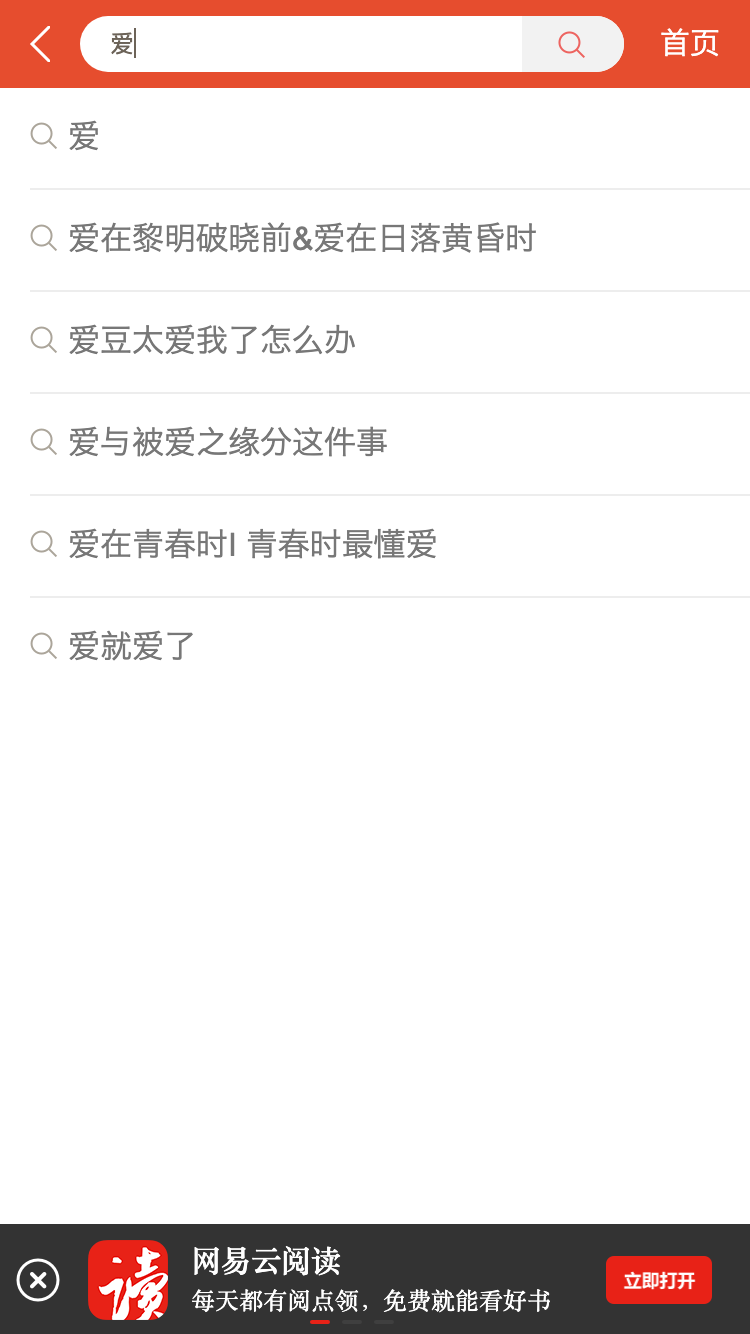 爱
首页
爱
爱在黎明破晓前&爱在日落黄昏时
爱豆太爱我了怎么办
爱与被爱之缘分这件事
爱在青春时I 青春时最懂爱
爱就爱了
读
网易云阅读
每天都有阅点领，免费就能看好书
立即打开